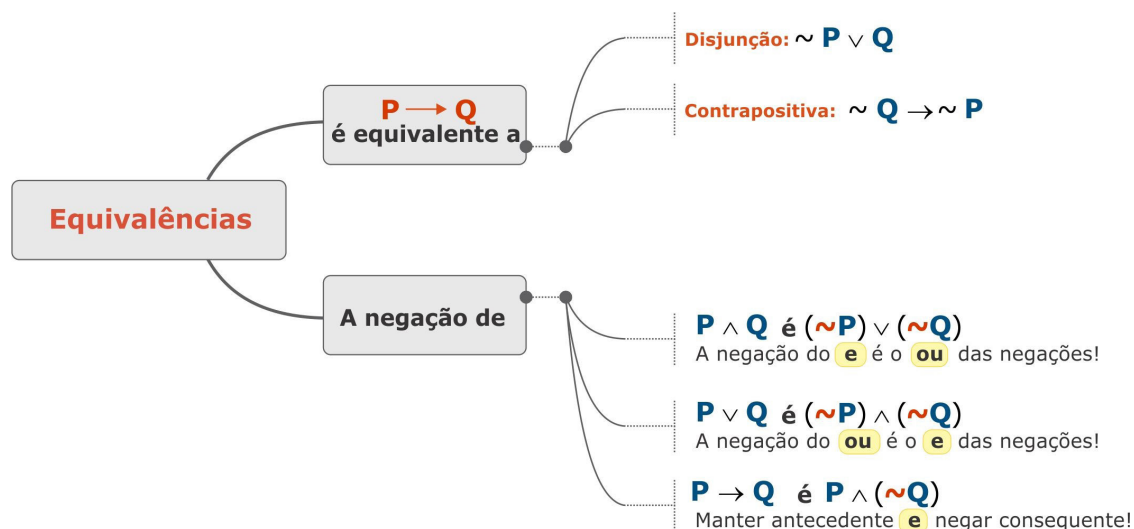 Equivalências
P → Q
é equivalente a
Disjunção: ~ P ∨ Q
Contrapositiva: ~ Q → ~ P
A negação de
P ∧ Q é (~P) ∨ (~Q)
A negação do e é o ou das negações!
P ∨ Q é (~P) ∧ (~Q)
A negação do ou é o e das negações!
P → Q é P ∧ (~Q)
Manter antecedente e negar consequente!